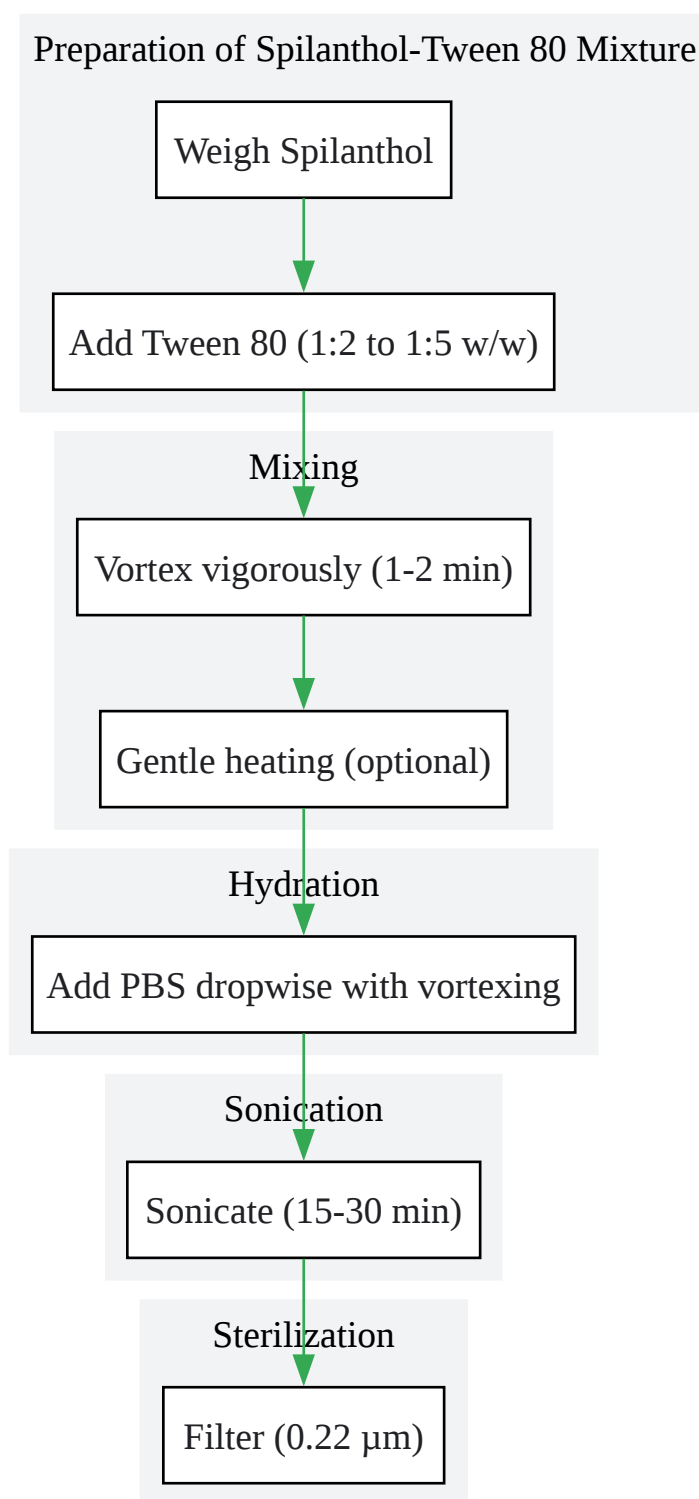 Preparation of Spilanthol-Tween 80 Mixture
Weigh Spilanthol
Add Tween 80 (1:2 to 1:5 w/w)
Mixing
Vortex vigorously (1-2 min)
Gentle heating (optional)
Hydration
Add PBS dropwise with vortexing
Sonication
Sonicate (15-30 min)
Sterilization
Filter (0.22 µm)